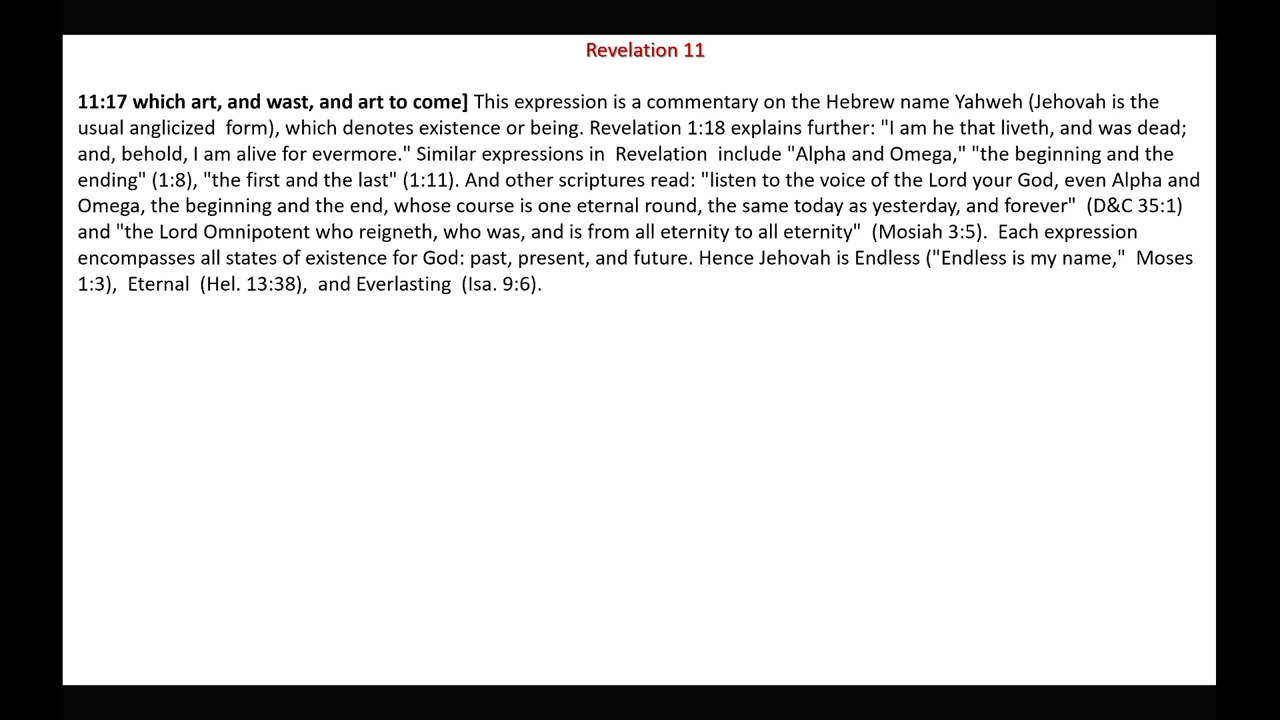 Revelation 11
11:17 which art, and wast, and art to come] This expression is a commentary on the Hebrew name Yahweh (Jehovah is the
usual anglicized  form), which denotes existence or being. Revelation 1:18 explains further: "I am he that liveth, and was dead;
and, behold, I am alive for evermore." Similar expressions in  Revelation  include "Alpha and Omega," "the beginning and the
ending" (1:8), "the first and the last" (1:11). And other scriptures read: "listen to the voice of the Lord your God, even Alpha and
Omega, the beginning and the end, whose course is one eternal round, the same today as yesterday, and forever"  (D&C 35:1)
and "the Lord Omnipotent who reigneth, who was, and is from all eternity to all eternity"  (Mosiah 3:5).  Each expression
encompasses all states of existence for God: past, present, and future. Hence Jehovah is Endless ("Endless is my name,"  Moses
1:3),  Eternal  (Hel. 13:38),  and Everlasting  (Isa. 9:6).